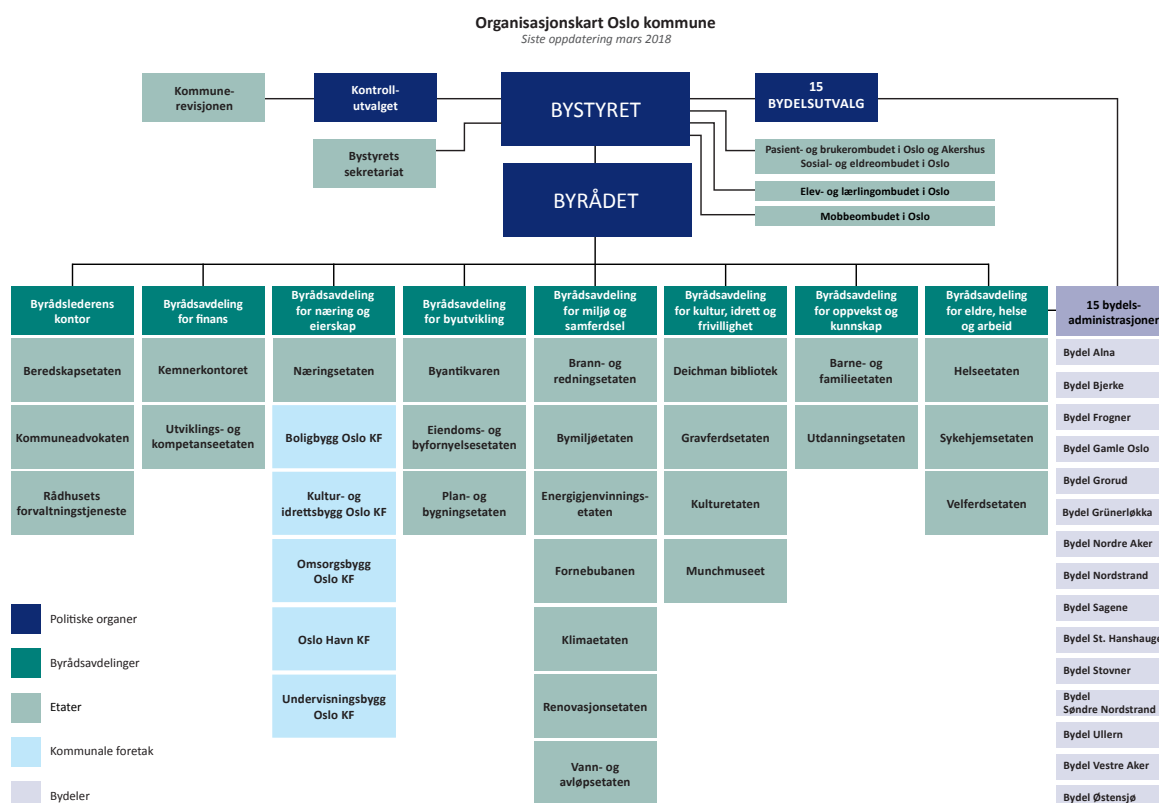 Organisasjonskart Oslo kommune
Siste oppdatering mars 2018
Kommune-
revisjonen
Kontroll-
utvalget
BYSTYRET
15
BYDELSUTVALG
Bystyrets
sekretariat
Pasient- og brukerombudet i Oslo og Akershus
Sosial- og eldreombudet i Oslo
Elev- og lærlingombudet i Oslo
Mobbeombudet i Oslo
BYRÅDET
Byrådslederens
kontor
Beredskapsetaten
Kommuneadvokaten
Rådhusets
forvaltningstjeneste
Byrådsavdeling
for finans
Kemnerkontoret
Utviklings- og
kompetanseetaten
Byrådsavdeling
for næring og
eierskap
Næringsetaten
Boligbygg Oslo KF
Kultur- og
idrettsbygg Oslo KF
Omsorgsbygg
Oslo KF
Oslo Havn KF
Undervisningsbygg
Oslo KF
Byrådsavdeling
for byutvikling
Byantikvaren
Eiendoms- og
byfornyelsesetaten
Plan- og
bygningsetaten
Byrådsavdeling
for miljø og
samferdsel
Brann- og
redningsetaten
Bymiljøetaten
Energigjenvinnings-
etaten
Fornebubanen
Klimaetaten
Renovasjonsetaten
Vann- og
avløpsetaten
Byrådsavdeling
for kultur, idrett og
frivillighet
Deichman bibliotek
Gravferdsetaten
Kulturetaten
Munchmuseet
Byrådsavdeling
for oppvekst og
kunnskap
Barne- og
familieetaten
Utdanningsetaten
Byrådsavdeling
for eldre, helse
og arbeid
Helseetaten
Sykehjemsetaten
Velferdsetaten
15 bydels-
administrasjoner
Bydel Alna
Bydel Bjerke
Bydel Frogner
Bydel Gamle Oslo
Bydel Grorud
Bydel Grünerløkka
Bydel Nordre Aker
Bydel Nordstrand
Bydel Sagene
Bydel St. Hanshaugen
Bydel Stovner
Bydel
Søndre Nordstrand
Bydel Ullern
Bydel Vestre Aker
Bydel Østensjø
Politiske organer
Byrådsavdelinger
Etater
Kommunale foretak
Bydeler